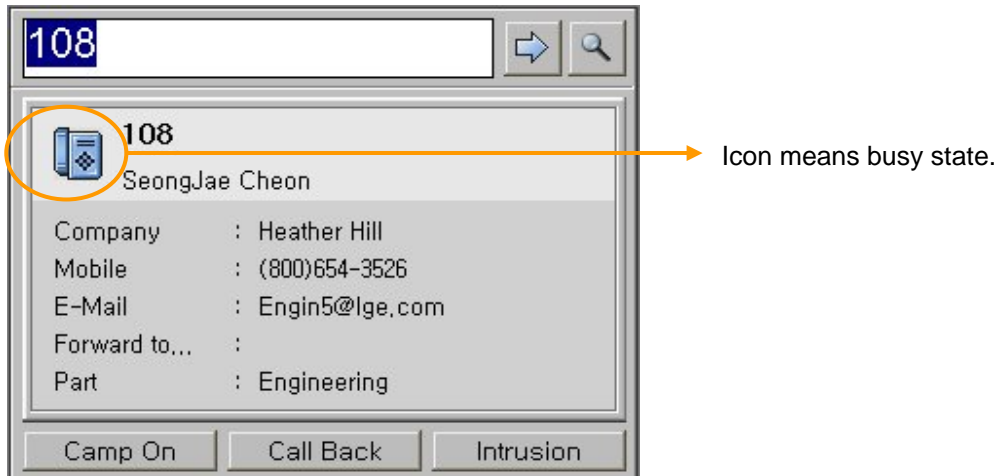 108
108
SeongJae Cheon
Company : Heather Hill
Mobile : (800)654-3526
E-Mail : Engin5@lge,com
Forward to,,, :
Part : Engineering
Camp On Call Back Intrusion
Icon means busy state.